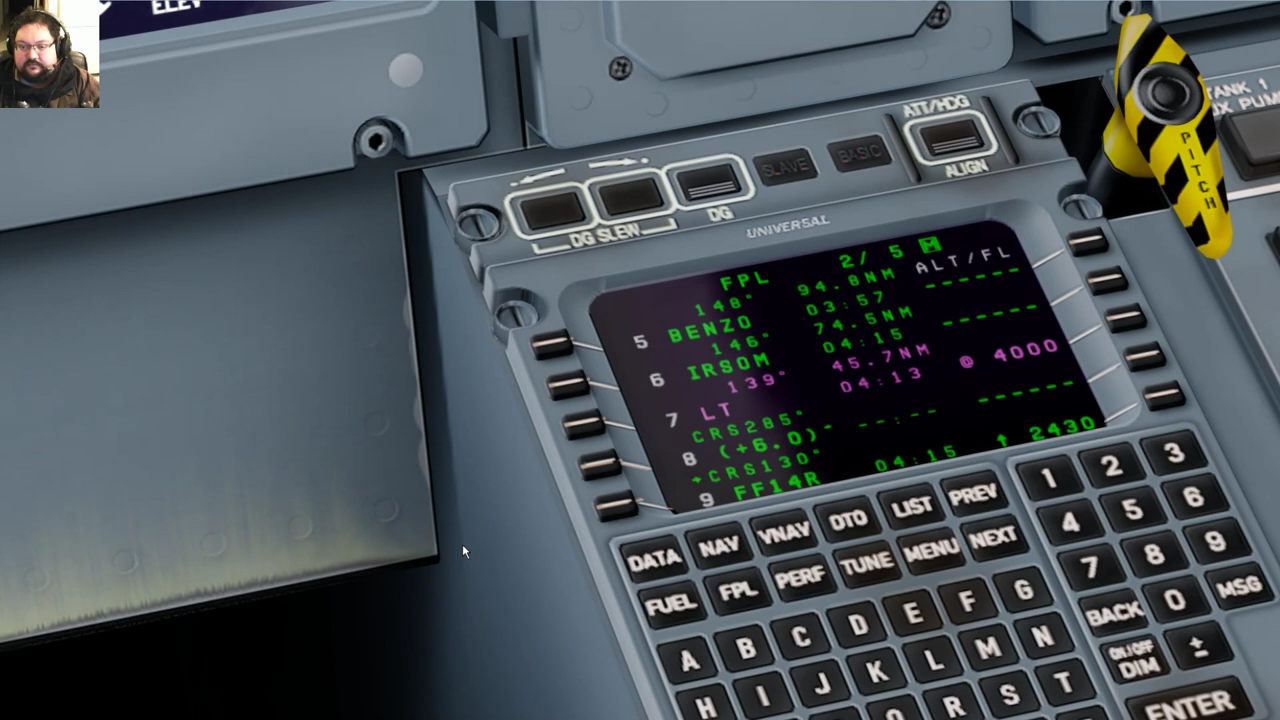 ELEV
TANK 1
PITCH
ATT/HDG
SLAVE
BASIC
ALIGN
DG
DG SLEW
UNIVERSAL
FPL 2/ 5 M
148° 94.8NM ALT/FL
5 BENZO 03:57 ------
146° 74.5NM
6 IRSOM 04:15 ------
139° 45.7NM
7 LT 04:13 @ 4000
CRS285°
8 (+6.0)- --:-- ------
+CRS130° ↑ 2430
9 FF14R 04:15
DATA NAV VNAV DTO LIST PREV
FUEL FPL PERF TUNE MENU NEXT
1 2 3
4 5 6
7 8 9
BACK 0 MSG
ON/OFF
DIM ±
ENTER
A B C D E F G
H I J K L M N
R S T